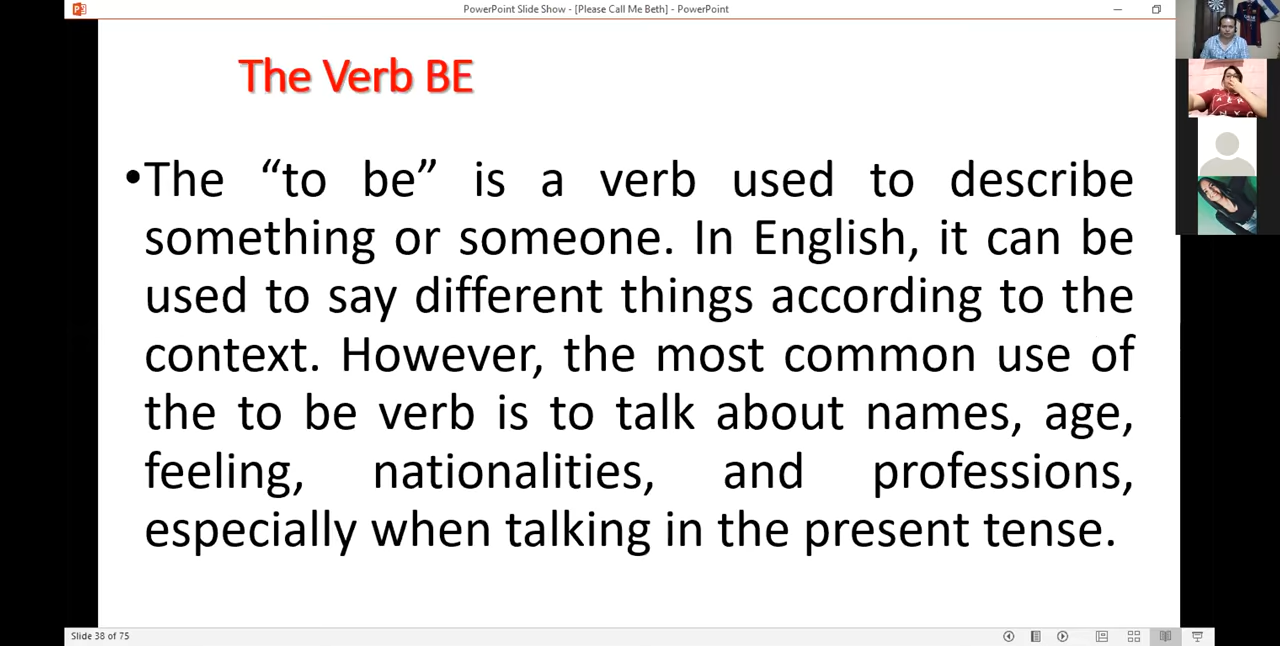 PowerPoint Slide Show - [Please Call Me Beth] - PowerPoint
The Verb BE
•The “to be” is a verb used to describe
something or someone. In English, it can be
used to say different things according to the
context. However, the most common use of
the to be verb is to talk about names, age,
feeling, nationalities, and professions,
especially when talking in the present tense.
Slide 38 of 75